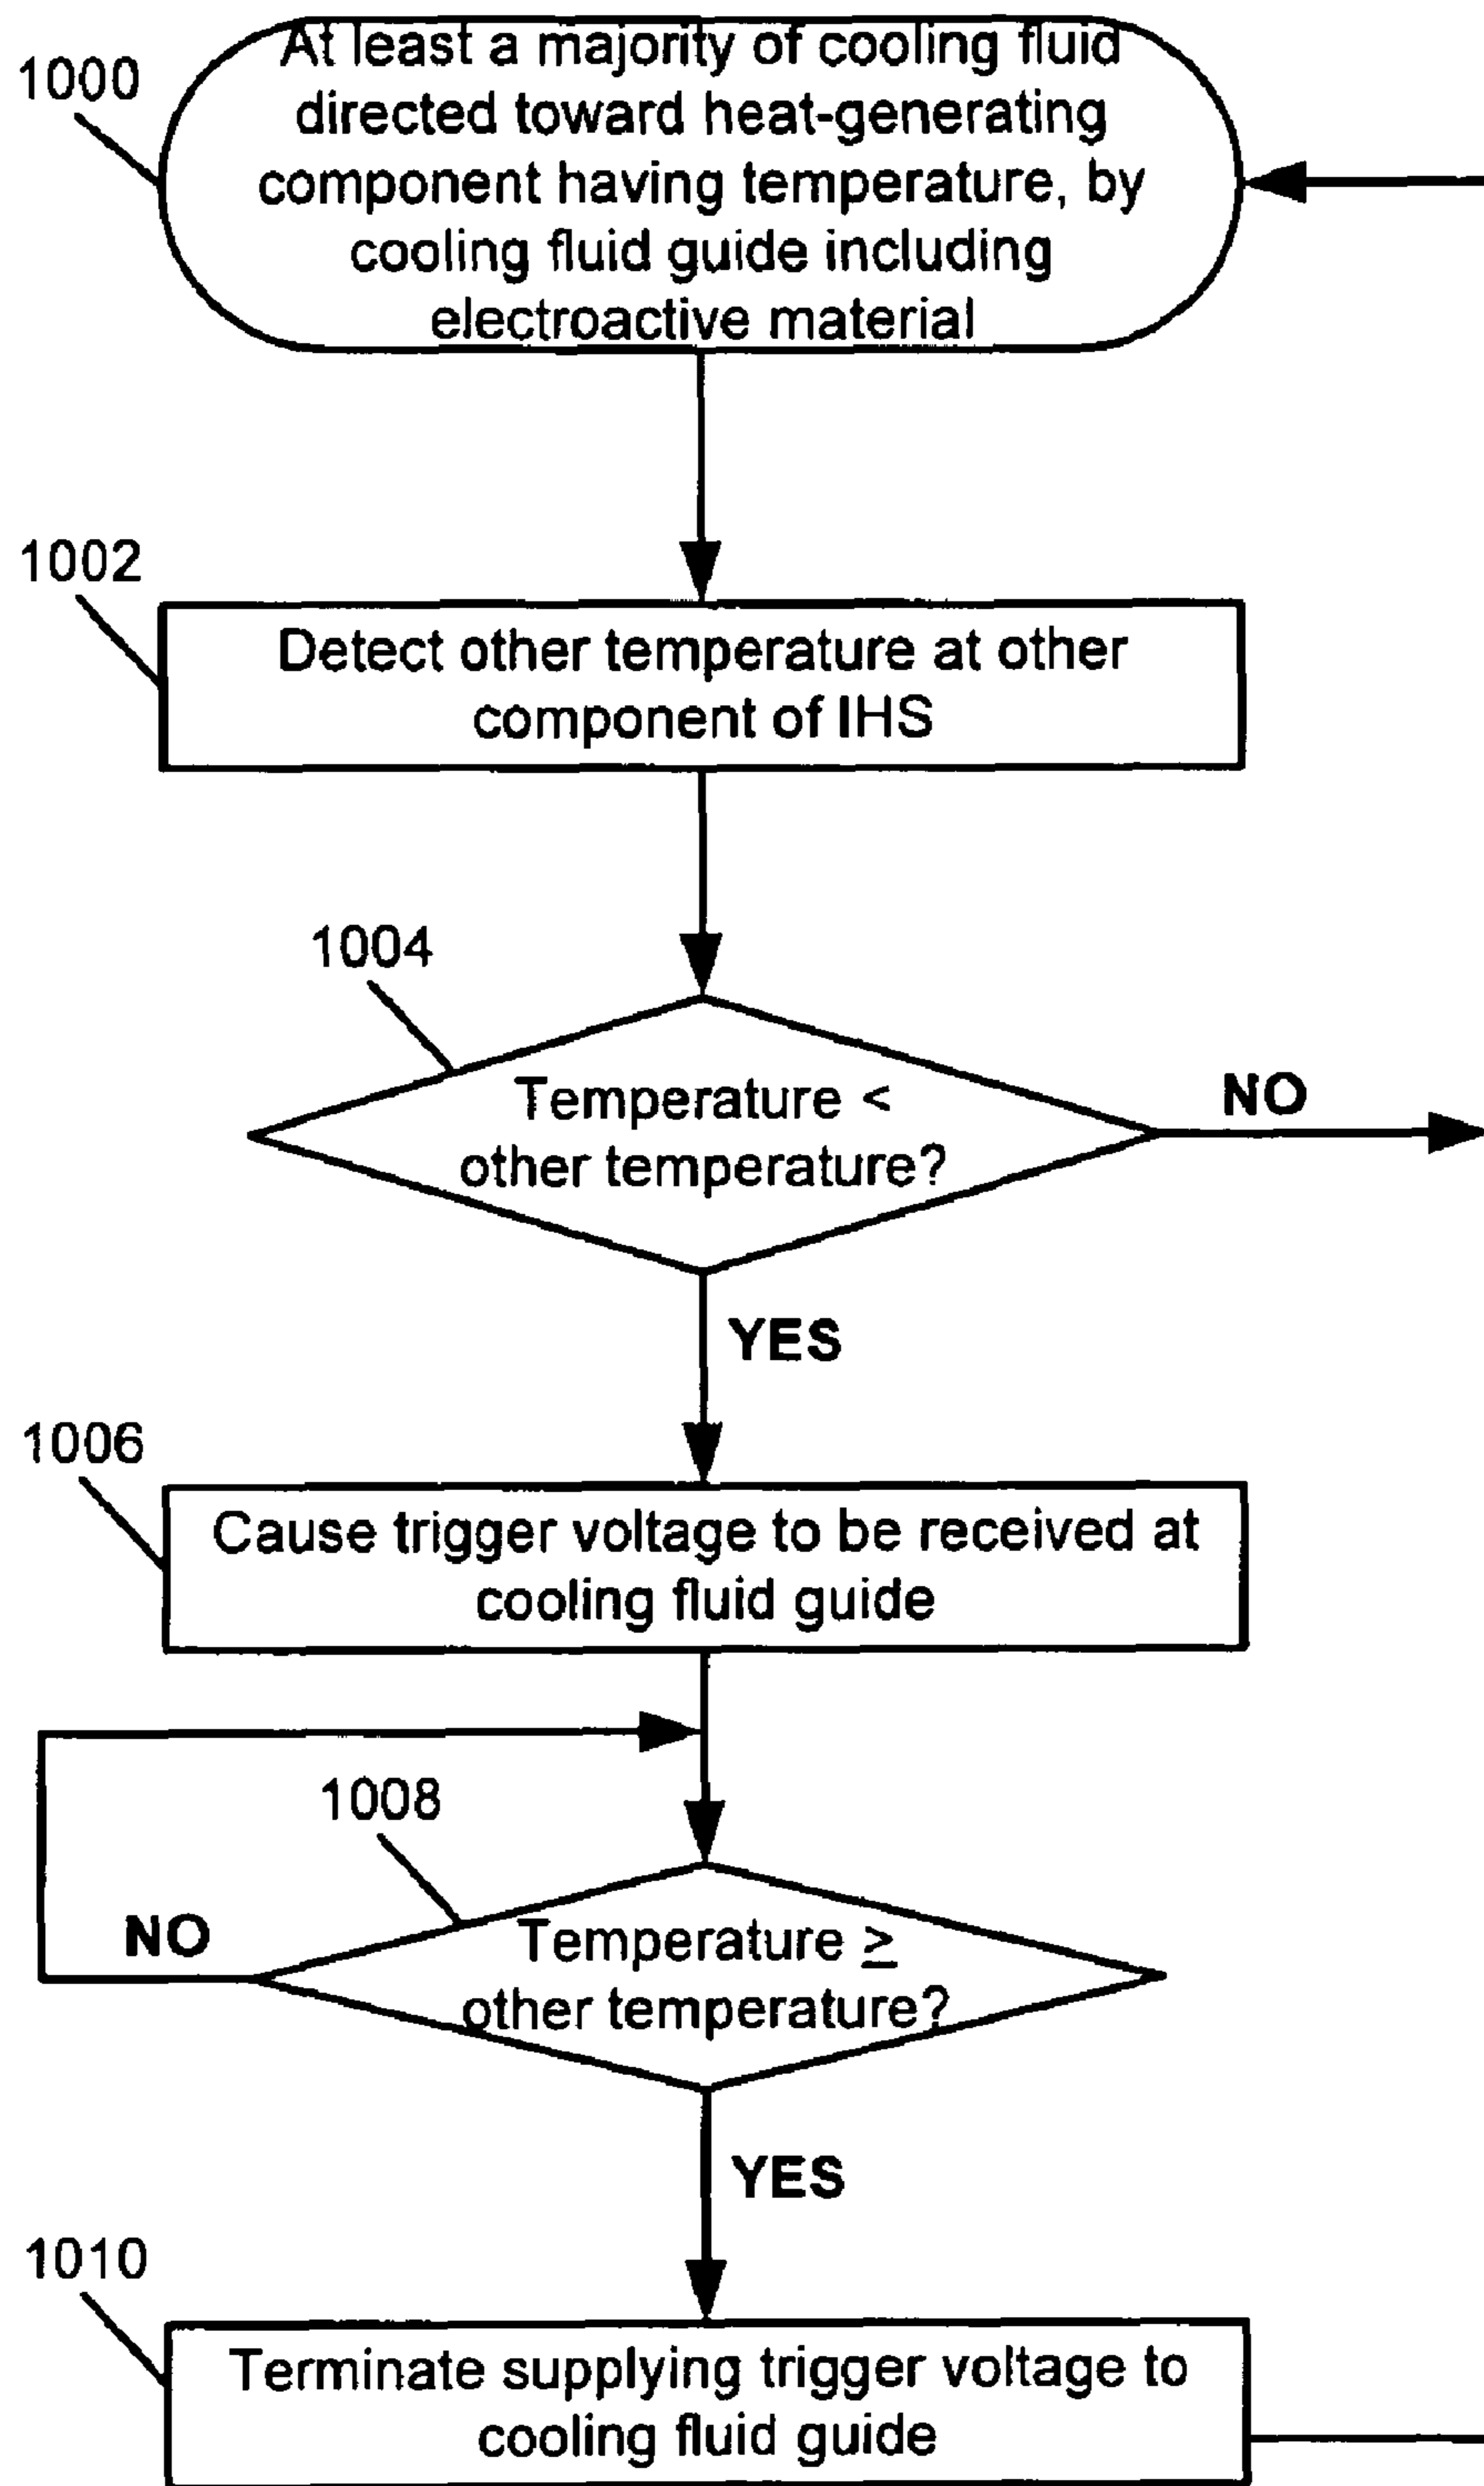 1000
At least a majority of cooling fluid
directed toward heat-generating
component having temperature, by
cooling fluid guide including
electroactive material
1002
Detect other temperature at other
component of IHS
1004
Temperature <
other temperature?
NO
YES
1006
Cause trigger voltage to be received at
cooling fluid guide
1008
NO
Temperature ≥
other temperature?
YES
1010
Terminate supplying trigger voltage to
cooling fluid guide